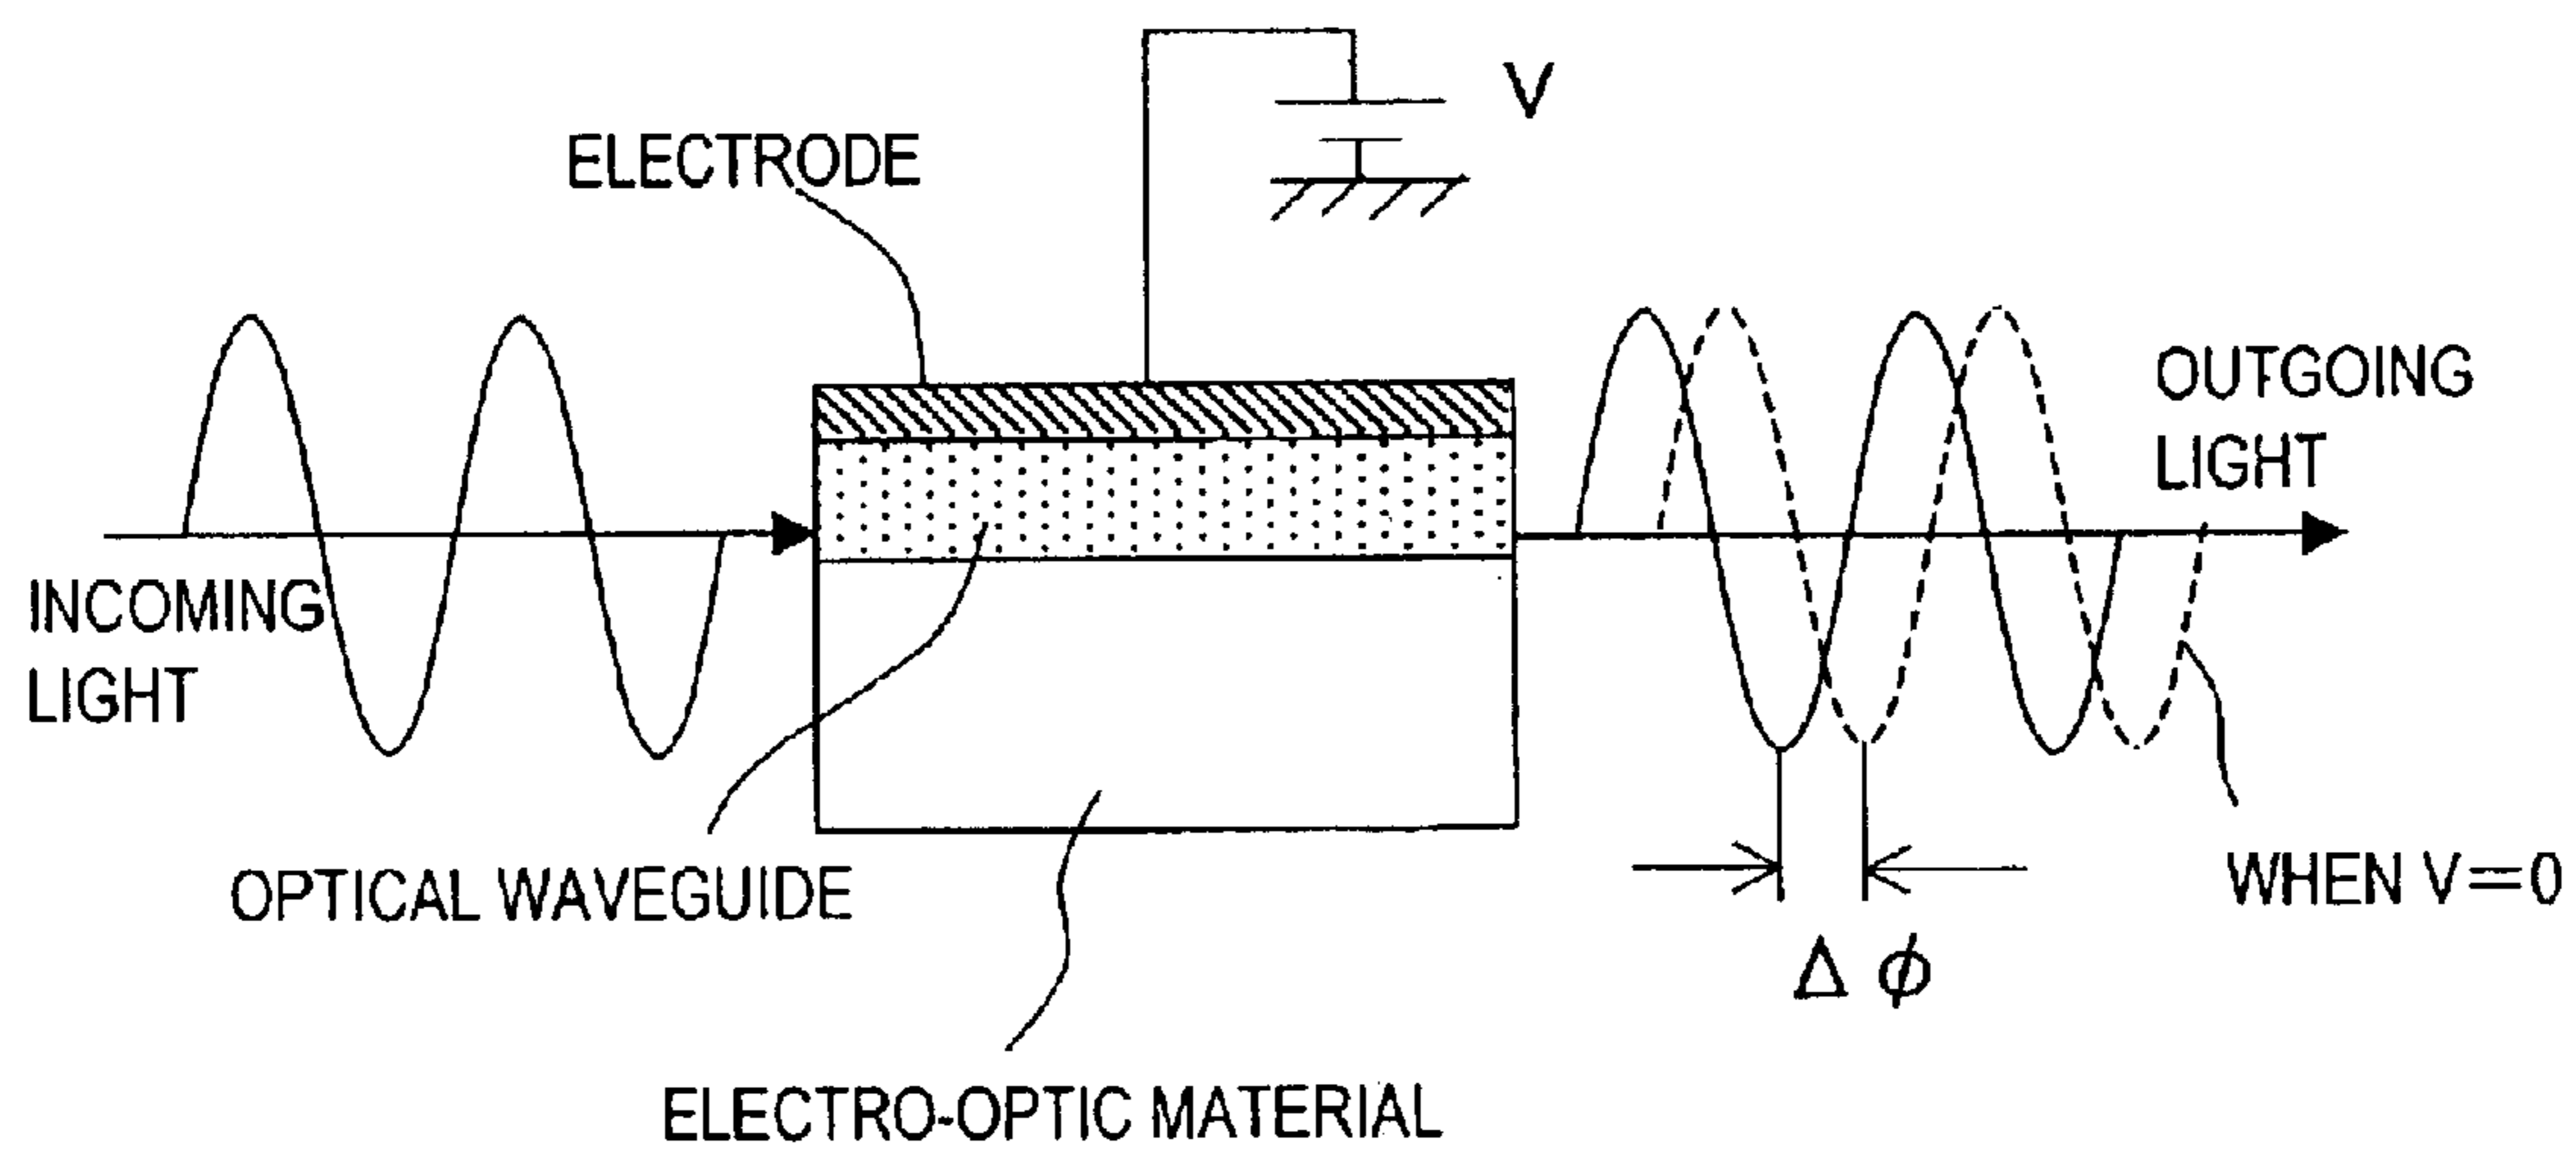 V
ELECTRODE
OUTGOING
LIGHT
INCOMING
LIGHT
OPTICAL WAVEGUIDE
WHEN V=0
Δ ϕ
ELECTRO-OPTIC MATERIAL